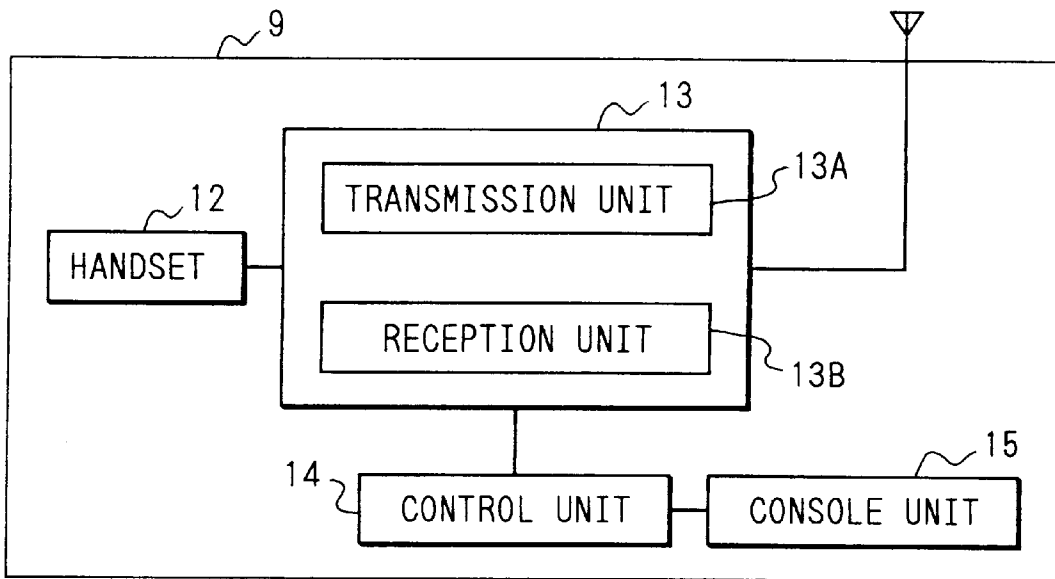 9
13
TRANSMISSION UNIT
13A
12
HANDSET
RECEPTION UNIT
13B
15
14
CONTROL UNIT
CONSOLE UNIT